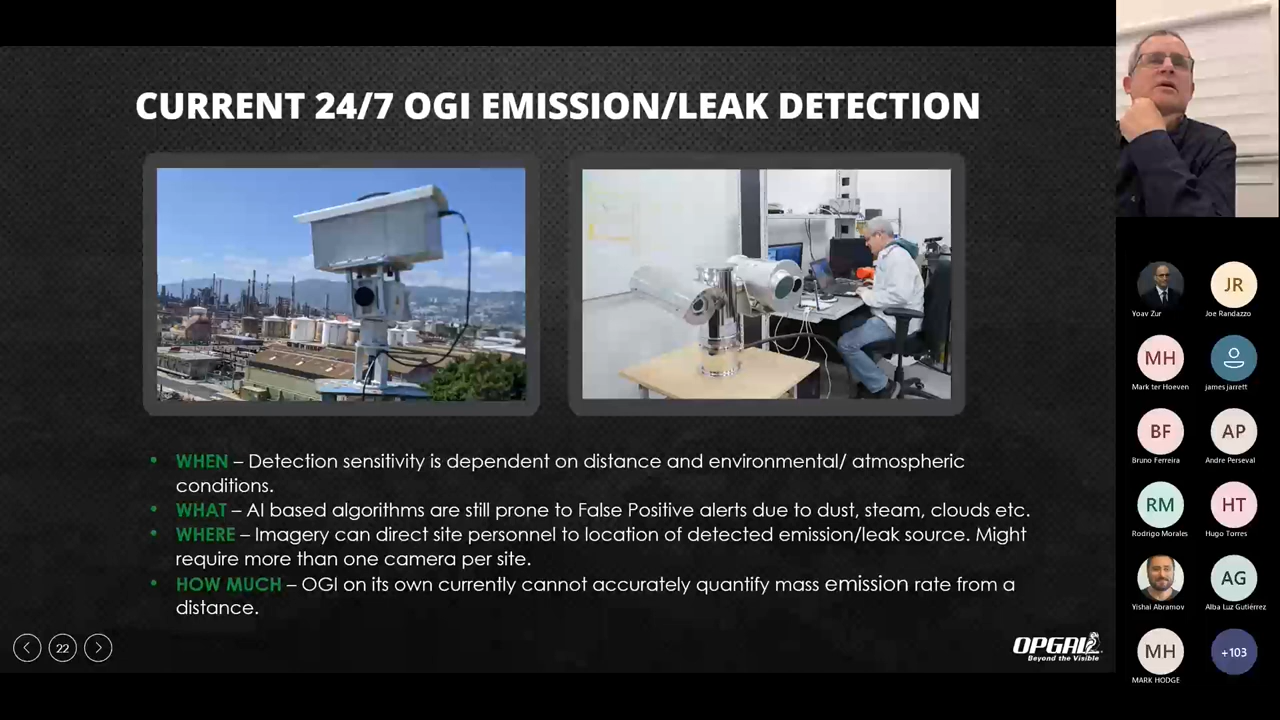 CURRENT 24/7 OGI EMISSION/LEAK DETECTION
• WHEN – Detection sensitivity is dependent on distance and environmental/ atmospheric
conditions.
• WHAT – AI based algorithms are still prone to False Positive alerts due to dust, steam, clouds etc.
• WHERE – Imagery can direct site personnel to location of detected emission/leak source. Might
require more than one camera per site.
• HOW MUCH – OGI on its own currently cannot accurately quantify mass emission rate from a
distance.
22
OPGAL
Beyond the Visible
Yoav Zur
JR
Joe Randazzo
MH
Mark ter Hoeven
james jarrett
BF
Bruno Ferreira
AP
Andre Perseval
RM
Rodrigo Morales
HT
Hugo Torres
Yishai Abramov
AG
Alba Luz Gutiérrez
MH
MARK HODGE
+103